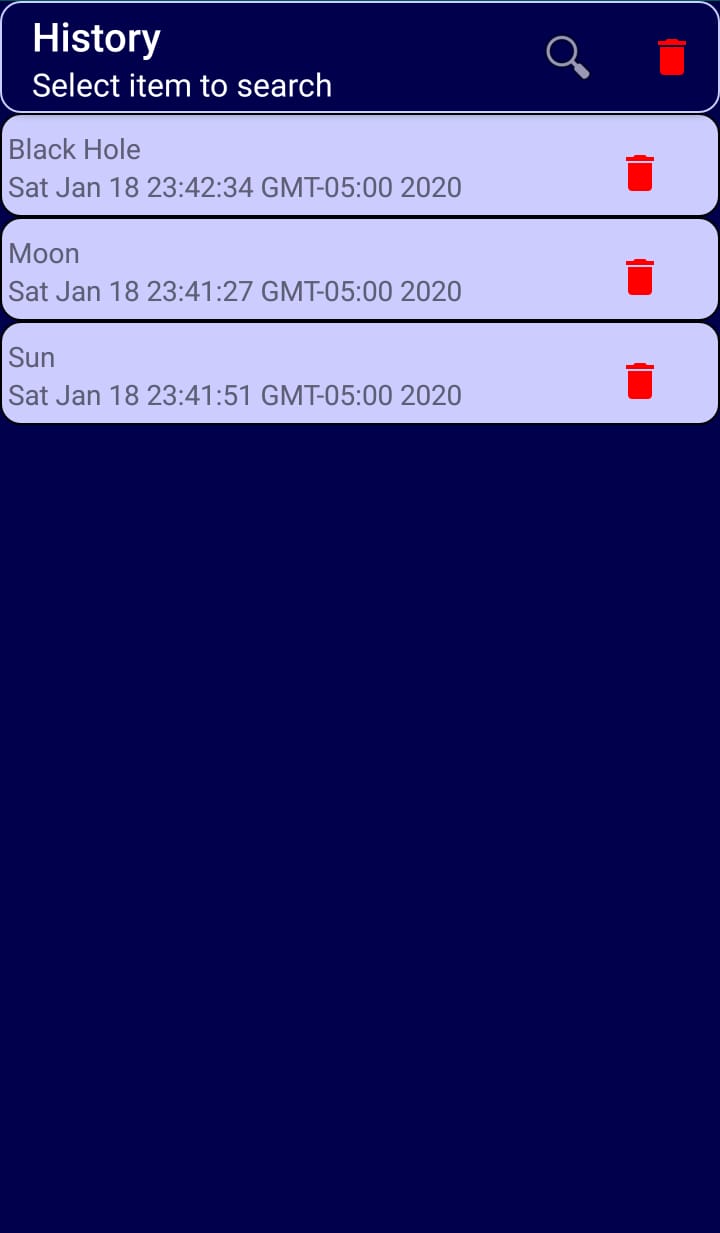 History
Select item to search
Black Hole
Sat Jan 18 23:42:34 GMT-05:00 2020
Moon
Sat Jan 18 23:41:27 GMT-05:00 2020
Sun
Sat Jan 18 23:41:51 GMT-05:00 2020